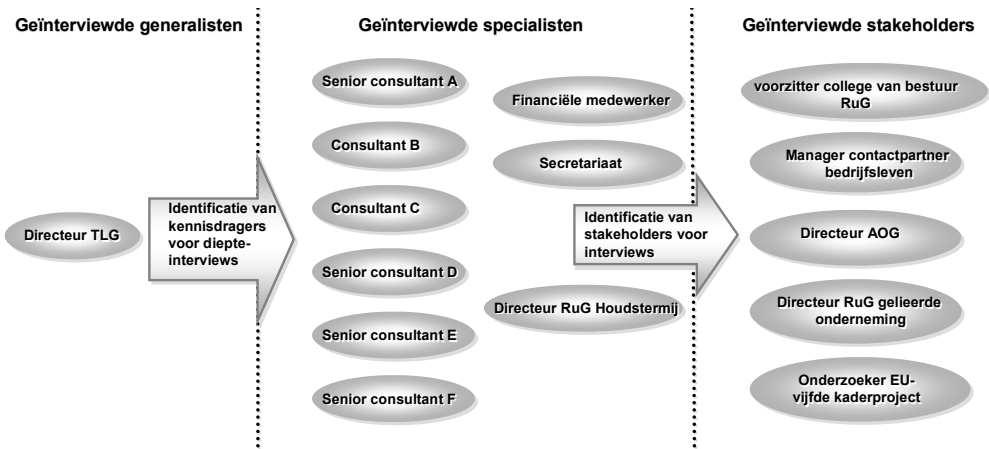 Geïnterviewde generalisten
Directeur TLG
Identificatie van
kennisdragers
voor diepte-
interviews
Geïnterviewde specialisten
Senior consultant A
Consultant B
Consultant C
Senior consultant D
Senior consultant E
Senior consultant F
Financiële medewerker
Secretariaat
Directeur RuG Houdstermij
Identificatie van
stakeholders voor
interviews
Geïnterviewde stakeholders
voorzitter college van bestuur
RuG
Manager contactpartner
bedrijfsleven
Directeur AOG
Directeur RuG gelieerde
onderneming
Onderzoeker EU-
vijfde kaderproject